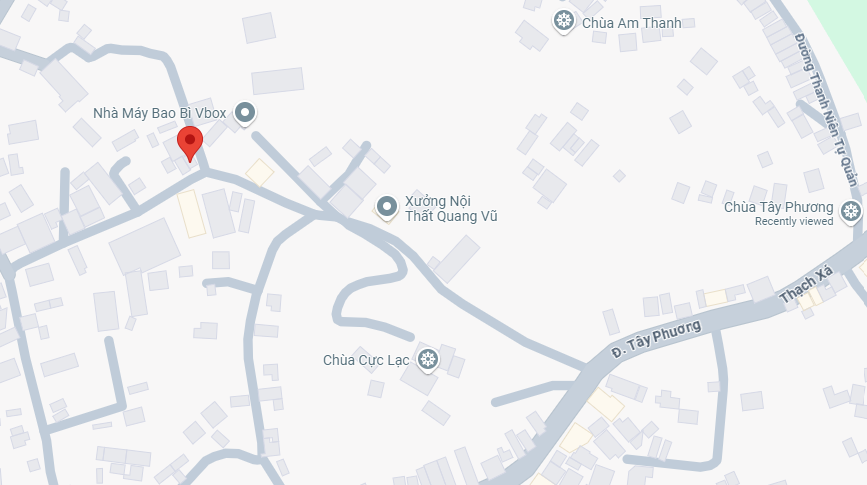 Chùa Am Thanh
Đường Thanh Niên Tự Quản
Nhà Máy Bao Bì Vbox
Xưởng Nội
Thất Quang Vũ
Chùa Tây Phương
Recently viewed
Thạch Xá
Đ. Tây Phương
Chùa Cực Lạc